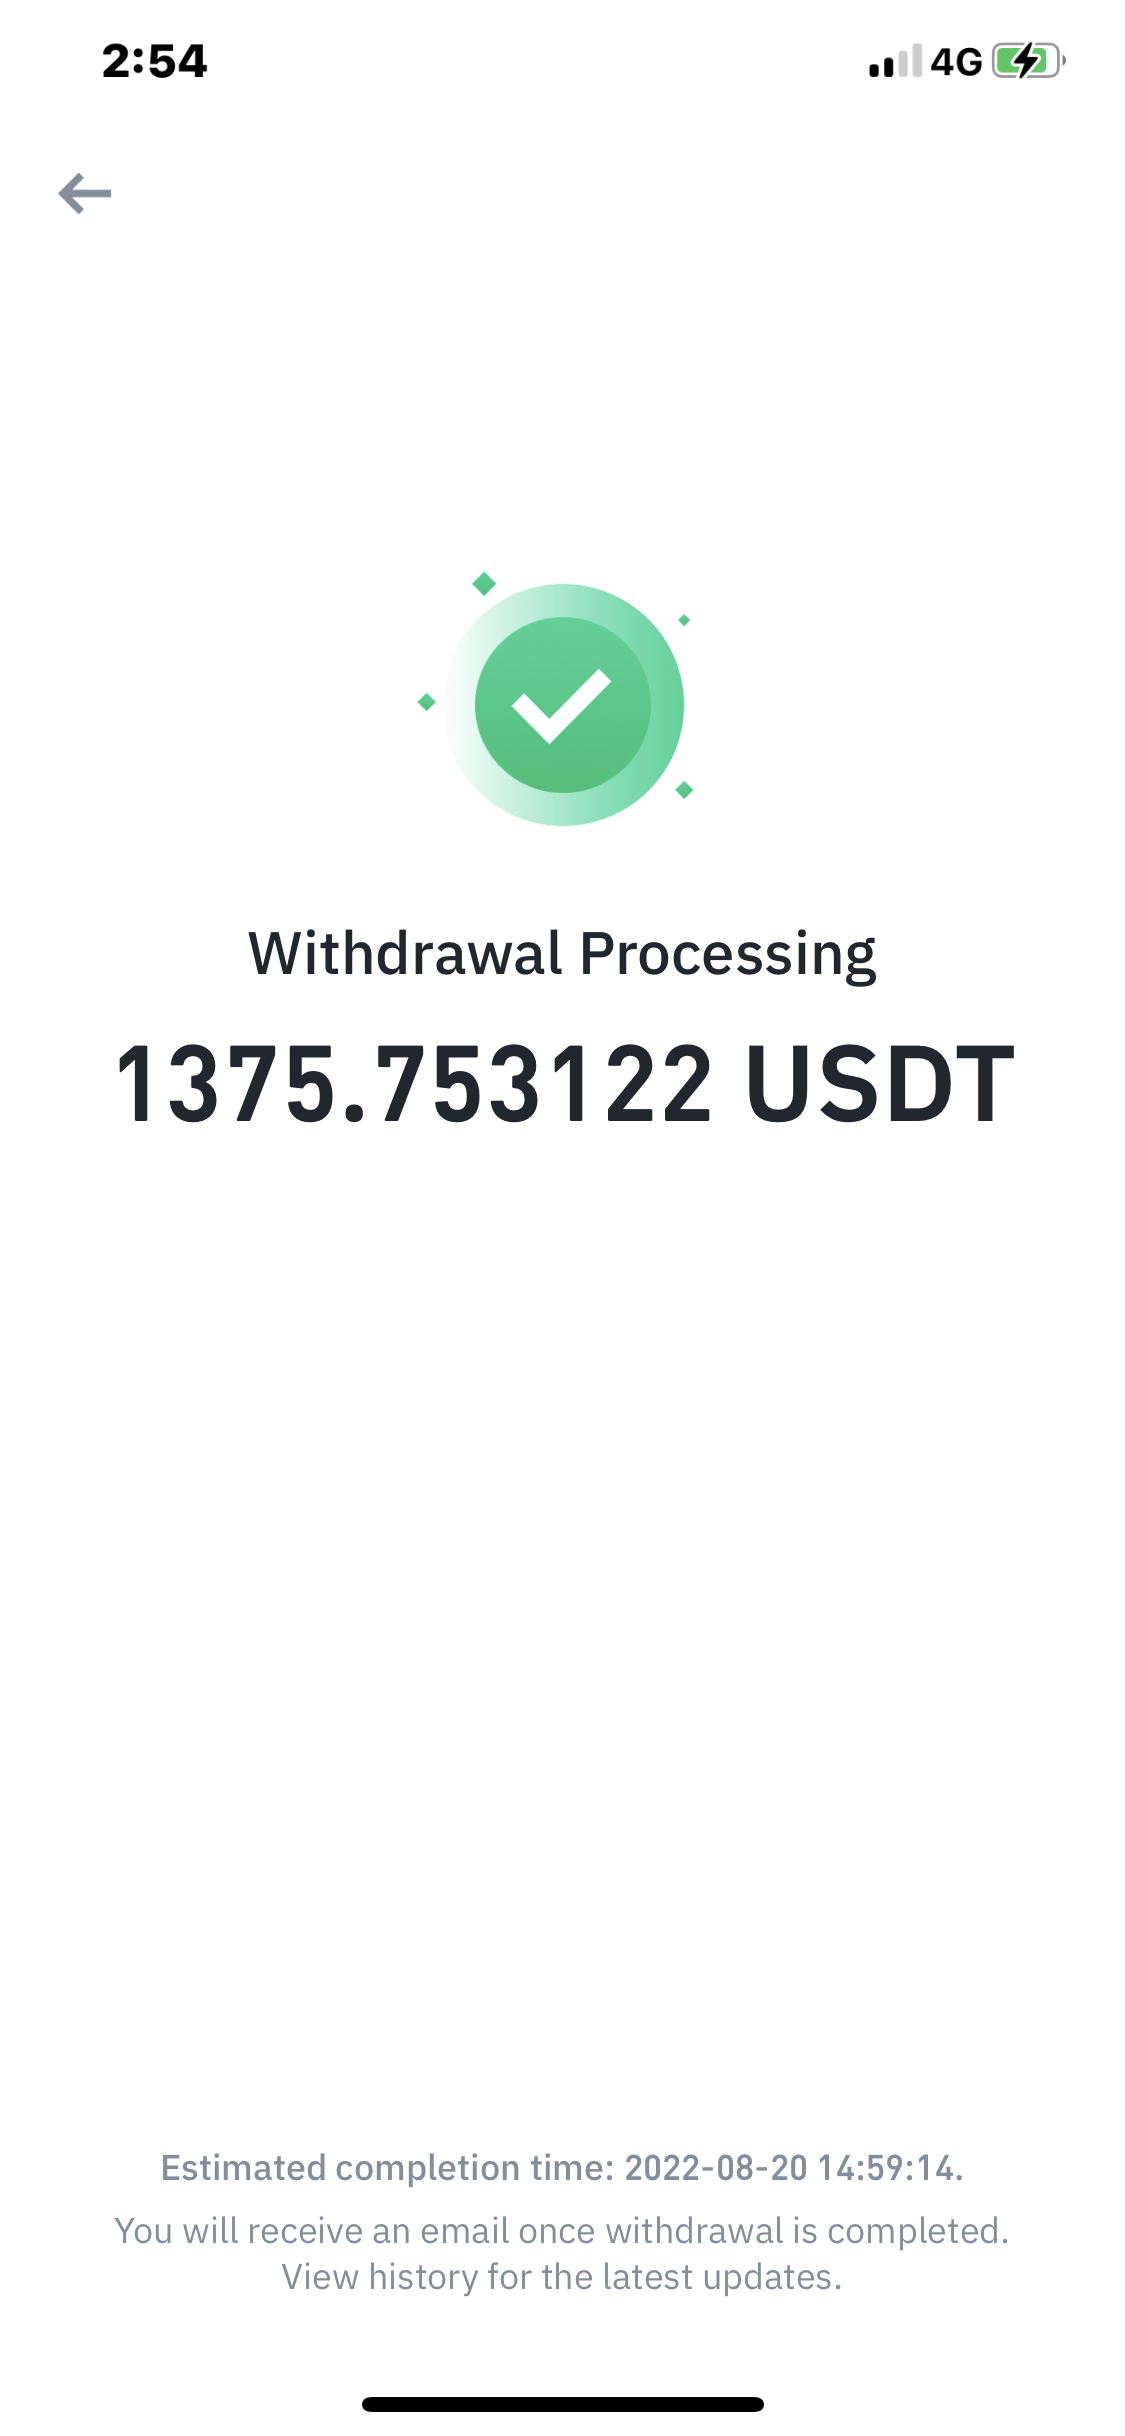 2:54
4G
Withdrawal Processing
1375.753122 USDT
Estimated completion time: 2022-08-20 14:59:14.
You will receive an email once withdrawal is completed.
View history for the latest updates.